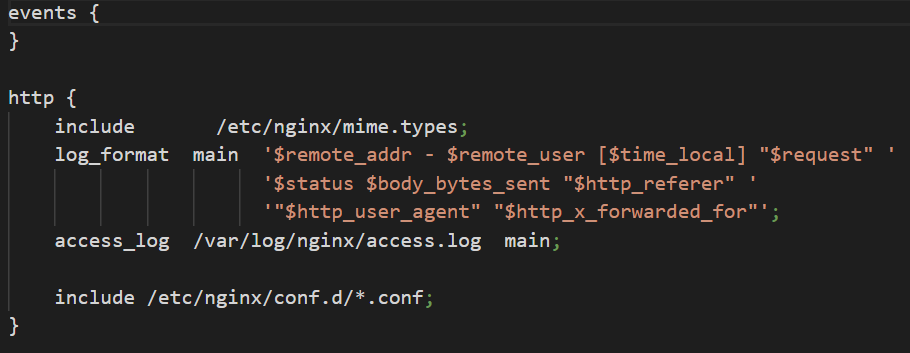 events {
}
http {
include       /etc/nginx/mime.types;
log_format  main  '$remote_addr - $remote_user [$time_local] "$request" '
'$status $body_bytes_sent "$http_referer" '
'"$http_user_agent" "$http_x_forwarded_for"';
access_log  /var/log/nginx/access.log  main;
include /etc/nginx/conf.d/*.conf;
}